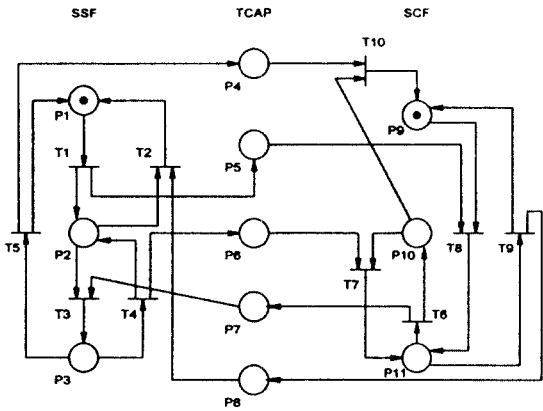 SSF TCAP SCF
T10
P4
P1
P9
T1 T2
P5
T5 P2 P6 P10 T8 T9
T7
T3 T4 P7 T6
P3
P8 P11